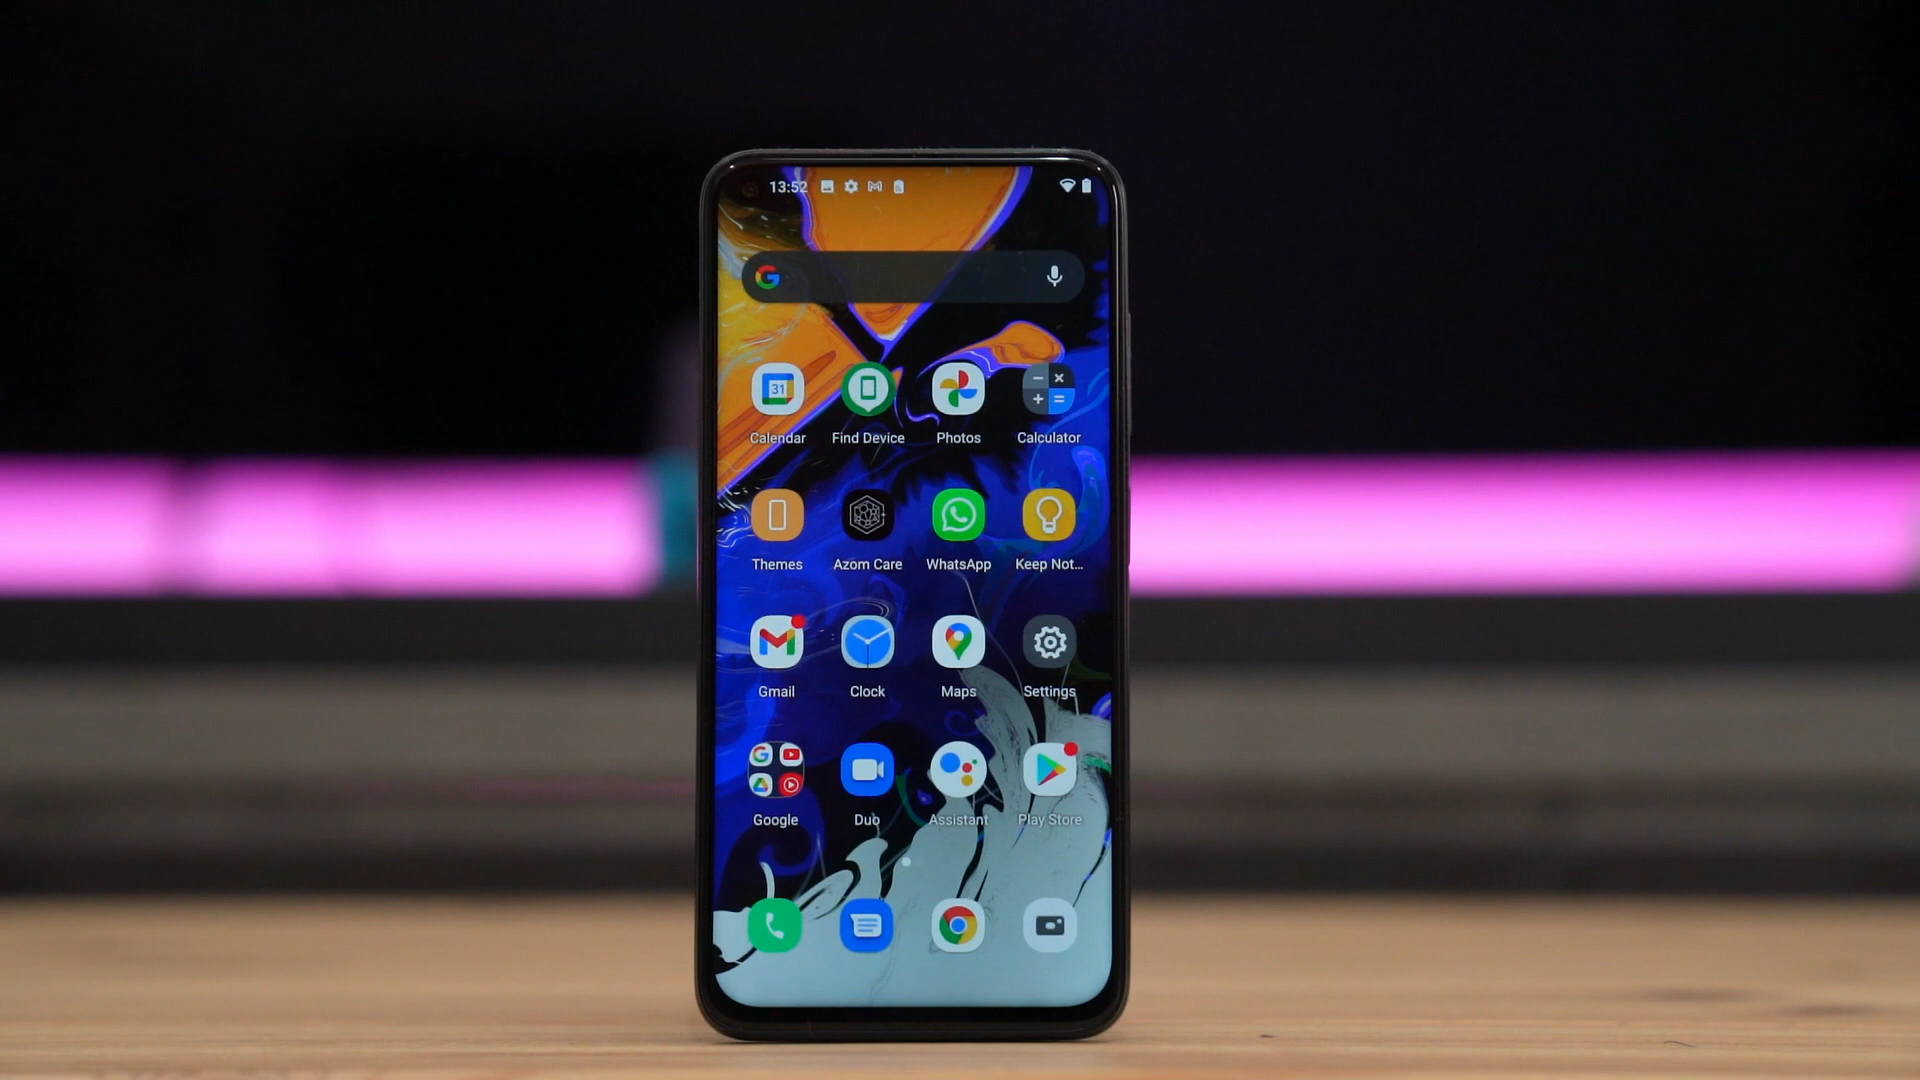 13:52
31
Calendar Find Device Photos Calculator
Themes Azom Care WhatsApp Keep Not...
Gmail Clock Maps Settings
Google Duo Assistant Play Store